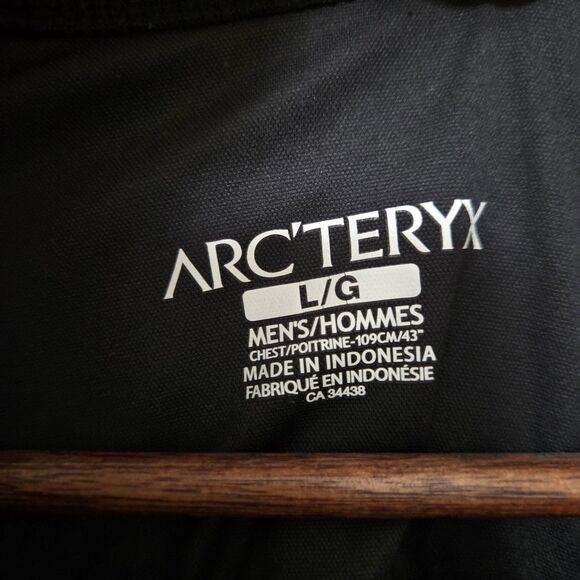 ARC'TERYX
L/G
MEN'S/HOMMES
CHEST/POITRINE-109CM/43"
MADE IN INDONESIA
FABRIQUÉ EN INDONÉSIE
CA 34438